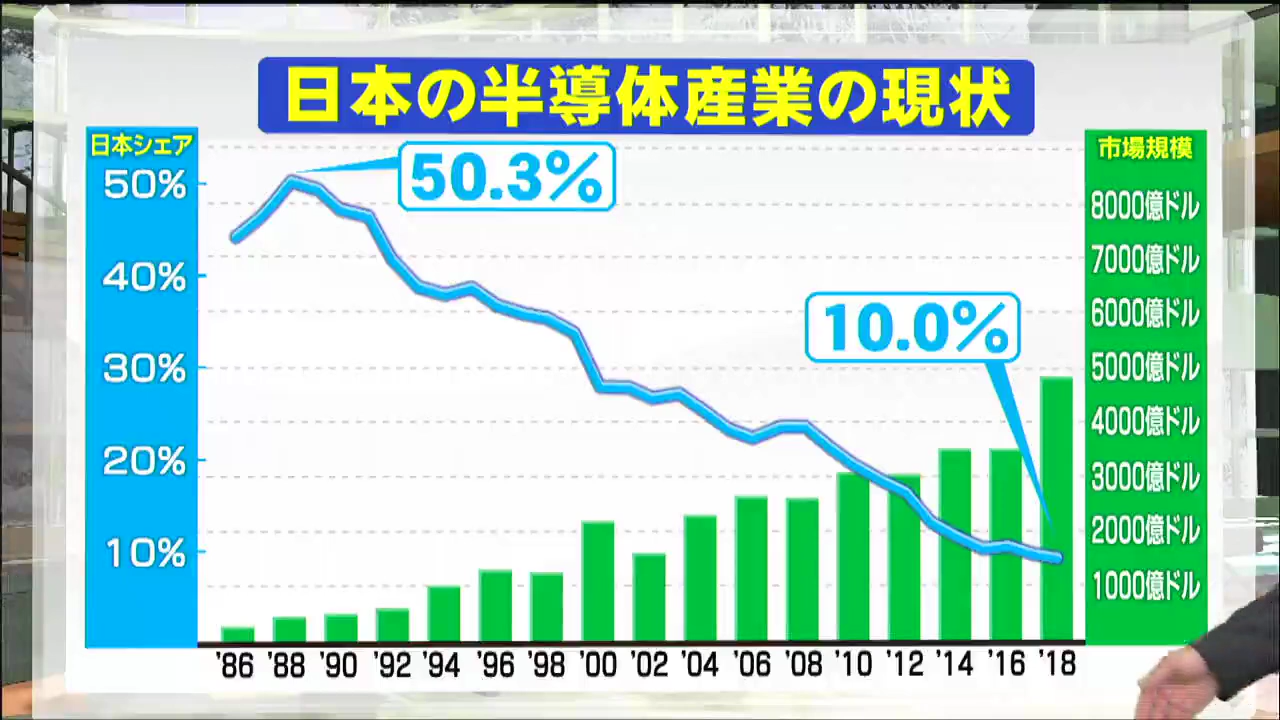 日本の半導体産業の現状
日本シェア
50%
40%
30%
20%
10%
50.3%
10.0%
市場規模
8000億ドル
7000億ドル
6000億ドル
5000億ドル
4000億ドル
3000億ドル
2000億ドル
1000億ドル
'86 '88 '90 '92 '94 '96 '98 '00 '02 '04 '06 '08 '10 '12 '14 '16 '18